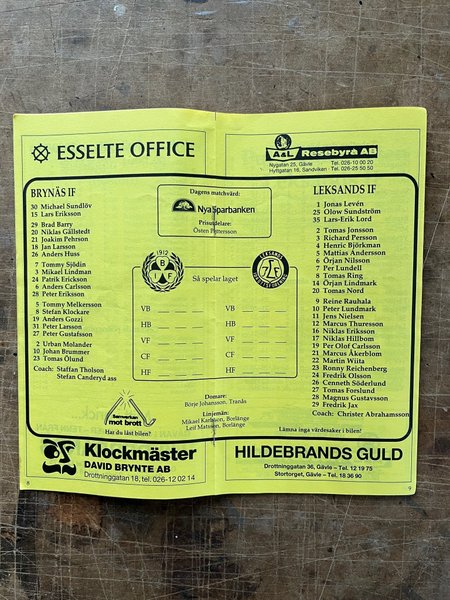 ESSELTE OFFICE
A&L Resebyrå AB
Nygatan 25, Gävle Tel. 026-10 00 20
Hyttgatan 16, Sandviken Tel. 026-25 50 50
BRYNÄS IF
30 Michael Sundlöv
15 Lars Eriksson
29 Brad Barry
20 Niklas Gällstedt
21 Joakim Pehrson
18 Jan Larsson
26 Anders Huss
7 Tommy Sjödin
3 Mikael Lindman
24 Patrik Erickson
6 Anders Carlsson
28 Peter Eriksson
5 Tommy Melkersson
8 Stefan Klockare
19 Anders Gozzi
31 Peter Larsson
27 Peter Gustafsson
2 Urban Molander
10 Johan Brummer
23 Tomas Ölund
Coach: Staffan Tholson
Stefan Canderyd ass
Dagens matchvärd:
Nya Sparbanken
Prisutdelare:
Östen Pettersson
1912
B
F
Så spelar laget
LEKSANDS
VB
HB
VF
CF
HF
VB
HB
VF
CF
HF
Domare:
Börje Johansson, Tranås
Linjemän:
Mikael Karlsson, Borlänge
Leif Matsson, Borlänge
LEKSANDS IF
1 Jonas Levén
25 Olow Sundström
35 Lars-Erik Lord
2 Tomas Jonsson
3 Richard Persson
4 Henric Björkman
5 Mattias Andersson
6 Örjan Nilsson
7 Per Lundell
8 Tomas Ring
14 Örjan Lindmark
20 Tomas Nord
9 Reine Rauhala
10 Peter Lundmark
11 Jens Nielsen
12 Marcus Thuresson
16 Niklas Eriksson
17 Niklas Hillbom
19 Per Olof Carlsson
21 Marcus Åkerblom
22 Martin Wiita
23 Ronny Reichenberg
24 Fredrik Olsson
26 Cenneth Söderlund
27 Tomas Forslund
28 Magnus Gustavsson
29 Fredrik Jax
Coach: Christer Abrahamsson
Samverkan
mot brott
Har du låst bilen?
Lämna inga värdesaker i bilen!
Klockmäster
DAVID BRYNTE AB
Drottninggatan 18, tel. 026-12 02 14
HILDEBRANDS GULD
Drottninggatan 36, Gävle – Tel. 12 19 75
Stortorget, Gävle – Tel. 18 36 90
8
9